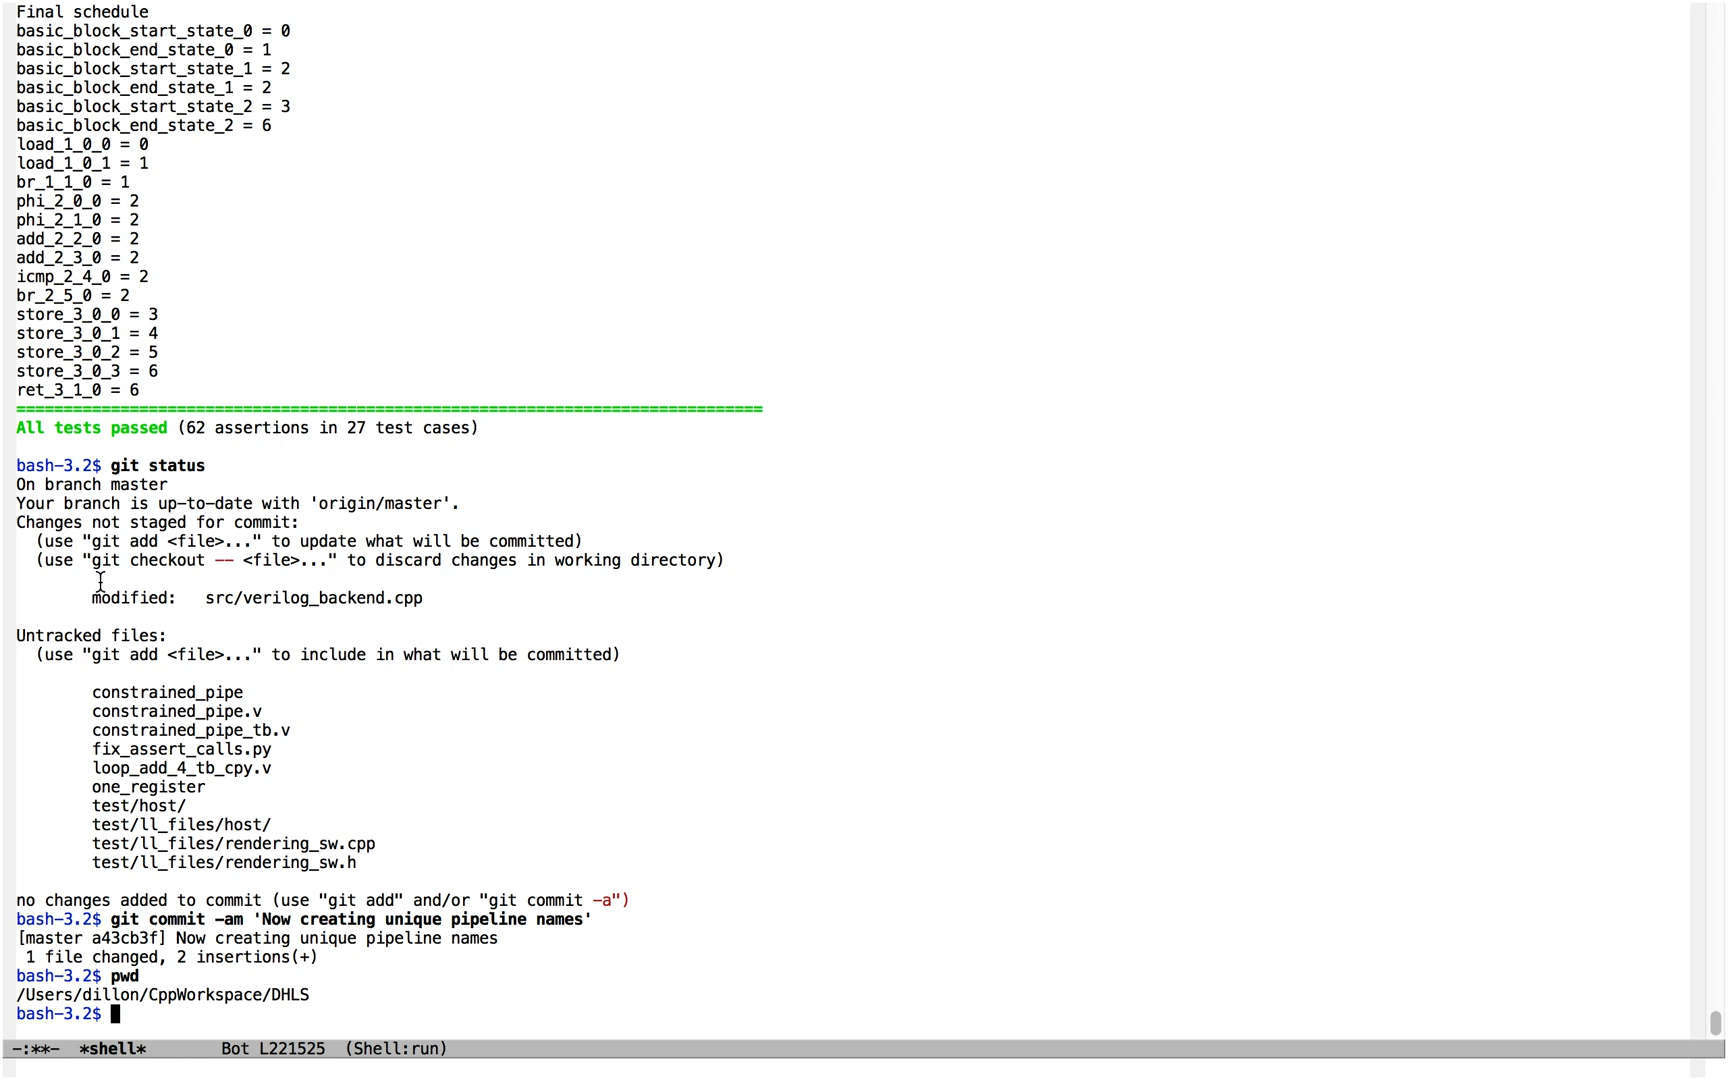 Final schedule
basic_block_start_state_0 = 0
basic_block_end_state_0 = 1
basic_block_start_state_1 = 2
basic_block_end_state_1 = 2
basic_block_start_state_2 = 3
basic_block_end_state_2 = 6
load_1_0_0 = 0
load_1_0_1 = 1
br_1_1_0 = 1
phi_2_0_0 = 2
phi_2_1_0 = 2
add_2_2_0 = 2
add_2_3_0 = 2
icmp_2_4_0 = 2
br_2_5_0 = 2
store_3_0_0 = 3
store_3_0_1 = 4
store_3_0_2 = 5
store_3_0_3 = 6
ret_3_1_0 = 6
===============================================================================
All tests passed (62 assertions in 27 test cases)
bash-3.2$ git status
On branch master
Your branch is up-to-date with 'origin/master'.
Changes not staged for commit:
  (use "git add <file>..." to update what will be committed)
  (use "git checkout -- <file>..." to discard changes in working directory)
        modified:   src/verilog_backend.cpp
Untracked files:
  (use "git add <file>..." to include in what will be committed)
        constrained_pipe
        constrained_pipe.v
        constrained_pipe_tb.v
        fix_assert_calls.py
        loop_add_4_tb_cpy.v
        one_register
        test/host/
        test/ll_files/host/
        test/ll_files/rendering_sw.cpp
        test/ll_files/rendering_sw.h
no changes added to commit (use "git add" and/or "git commit -a")
bash-3.2$ git commit -am 'Now creating unique pipeline names'
[master a43cb3f] Now creating unique pipeline names
 1 file changed, 2 insertions(+)
bash-3.2$ pwd
/Users/dillon/CppWorkspace/DHLS
bash-3.2$
-:**-  *shell*        Bot L221525  (Shell:run)